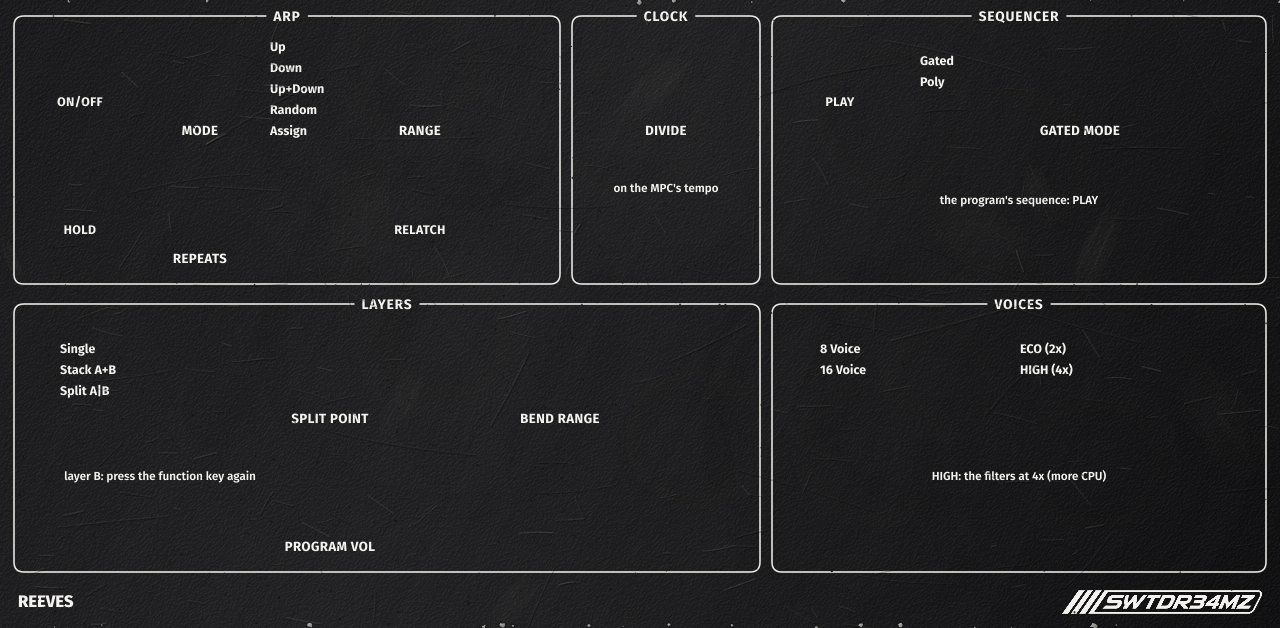 ARP
Up
Down
Up+Down
Random
Assign
ON/OFF
MODE
RANGE
HOLD
REPEATS
RELATCH
CLOCK
DIVIDE
on the MPC's tempo
SEQUENCER
Gated
Poly
PLAY
GATED MODE
the program's sequence: PLAY
LAYERS
Single
Stack A+B
Split A|B
SPLIT POINT
BEND RANGE
layer B: press the function key again
PROGRAM VOL
VOICES
8 Voice
16 Voice
ECO (2x)
HIGH (4x)
HIGH: the filters at 4x (more CPU)
REEVES
SWTDR34MZ